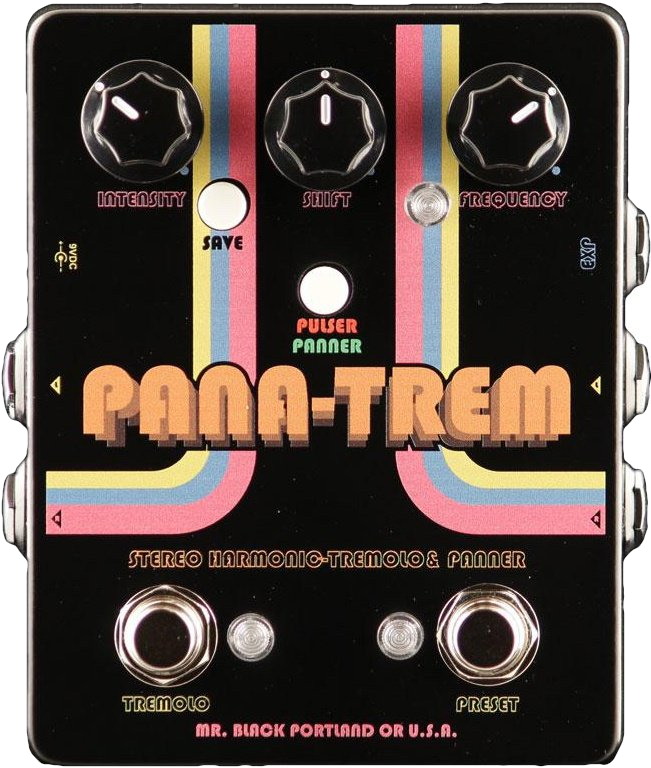 INTENSITY SHIFT FREQUENCY
SAVE
9VDC EXP
PULSER
PANNER
PANA-TREM
L L
R R
STEREO HARMONIC-TREMOLO & PANNER
TREMOLO PRESET
MR. BLACK PORTLAND OR U.S.A.